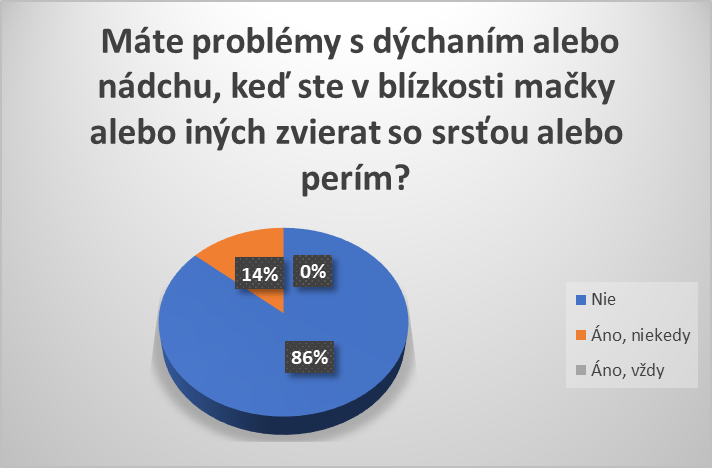 Máte problémy s dýchaním alebo
nádchu, keď ste v blízkosti mačky
alebo iných zvierat so srsťou alebo
perím?
14%
0%
86%
Nie
Áno, niekedy
Áno, vždy